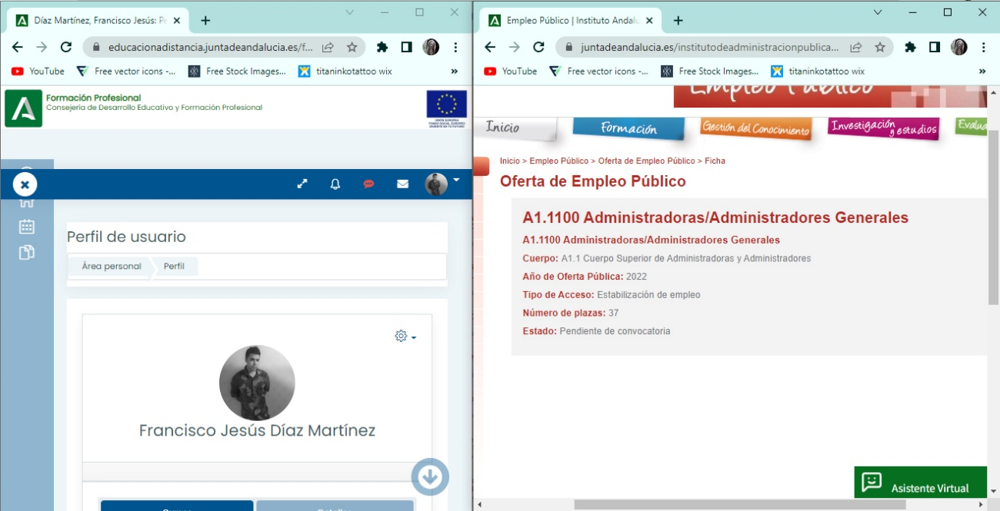 Díaz Martínez, Francisco Jesús: Pe
educacionadistancia.juntadeandalucia.es/f...
YouTube
Free vector icons -...
Free Stock Images...
titaninkotattoo wix
»
Formación Profesional
Consejería de Desarrollo Educativo y Formación Profesional
UNIÓN EUROPEA
FONDO SOCIAL EUROPEO
Perfil de usuario
Área personal
Perfil
Francisco Jesús Díaz Martínez
Empleo Público | Instituto Andalu
juntadeandalucia.es/institutodeadministracionpublica...
YouTube
Free vector icons -...
Free Stock Images...
titaninkotattoo wix
»
Empleo Público
Inicio
Formación
Gestión del Conocimiento
Investigación
y estudios
Evalua
Inicio > Empleo Público > Oferta de Empleo Público > Ficha
Oferta de Empleo Público
A1.1100 Administradoras/Administradores Generales
A1.1100 Administradoras/Administradores Generales
Cuerpo: A1.1 Cuerpo Superior de Administradoras y Administradores
Año de Oferta Pública: 2022
Tipo de Acceso: Estabilización de empleo
Número de plazas: 37
Estado: Pendiente de convocatoria
Asistente Virtual